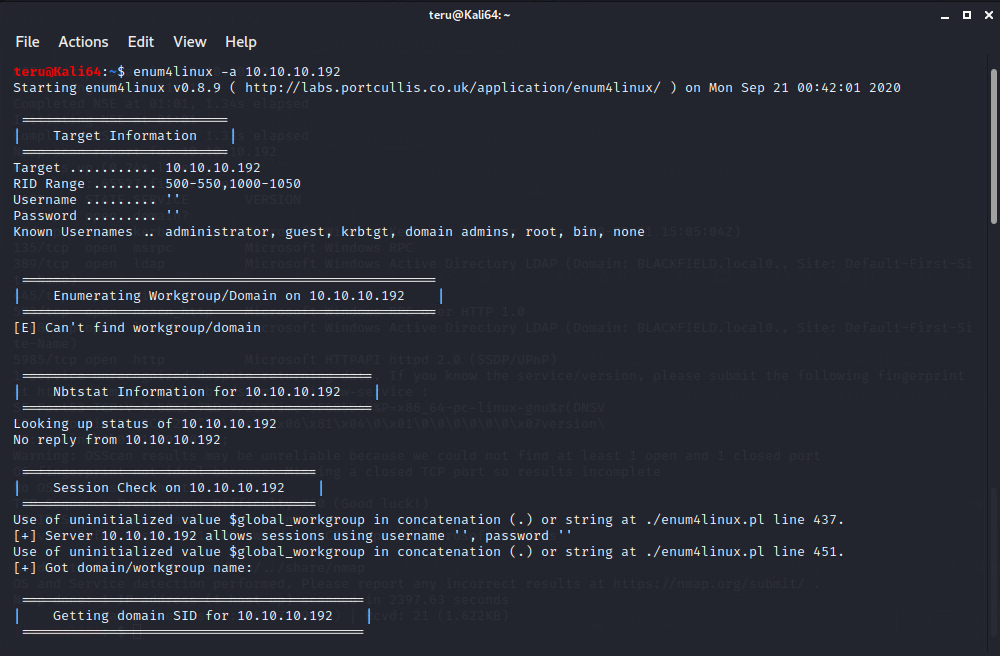 teru@Kali64: ~
File Actions Edit View Help
teru@Kali64:~$ enum4linux -a 10.10.10.192
Starting enum4linux v0.8.9 ( http://labs.portcullis.co.uk/application/enum4linux/ ) on Mon Sep 21 00:42:01 2020
==========================
| Target Information |
==========================
Target ........... 10.10.10.192
RID Range ........ 500-550,1000-1050
Username ......... ''
Password ......... ''
Known Usernames .. administrator, guest, krbtgt, domain admins, root, bin, none
====================================================
| Enumerating Workgroup/Domain on 10.10.10.192 |
====================================================
[E] Can't find workgroup/domain
============================================
| Nbtstat Information for 10.10.10.192 |
============================================
Looking up status of 10.10.10.192
No reply from 10.10.10.192
=====================================
| Session Check on 10.10.10.192 |
=====================================
Use of uninitialized value $global_workgroup in concatenation (.) or string at ./enum4linux.pl line 437.
[+] Server 10.10.10.192 allows sessions using username '', password ''
Use of uninitialized value $global_workgroup in concatenation (.) or string at ./enum4linux.pl line 451.
[+] Got domain/workgroup name:
===========================================
| Getting domain SID for 10.10.10.192 |
===========================================